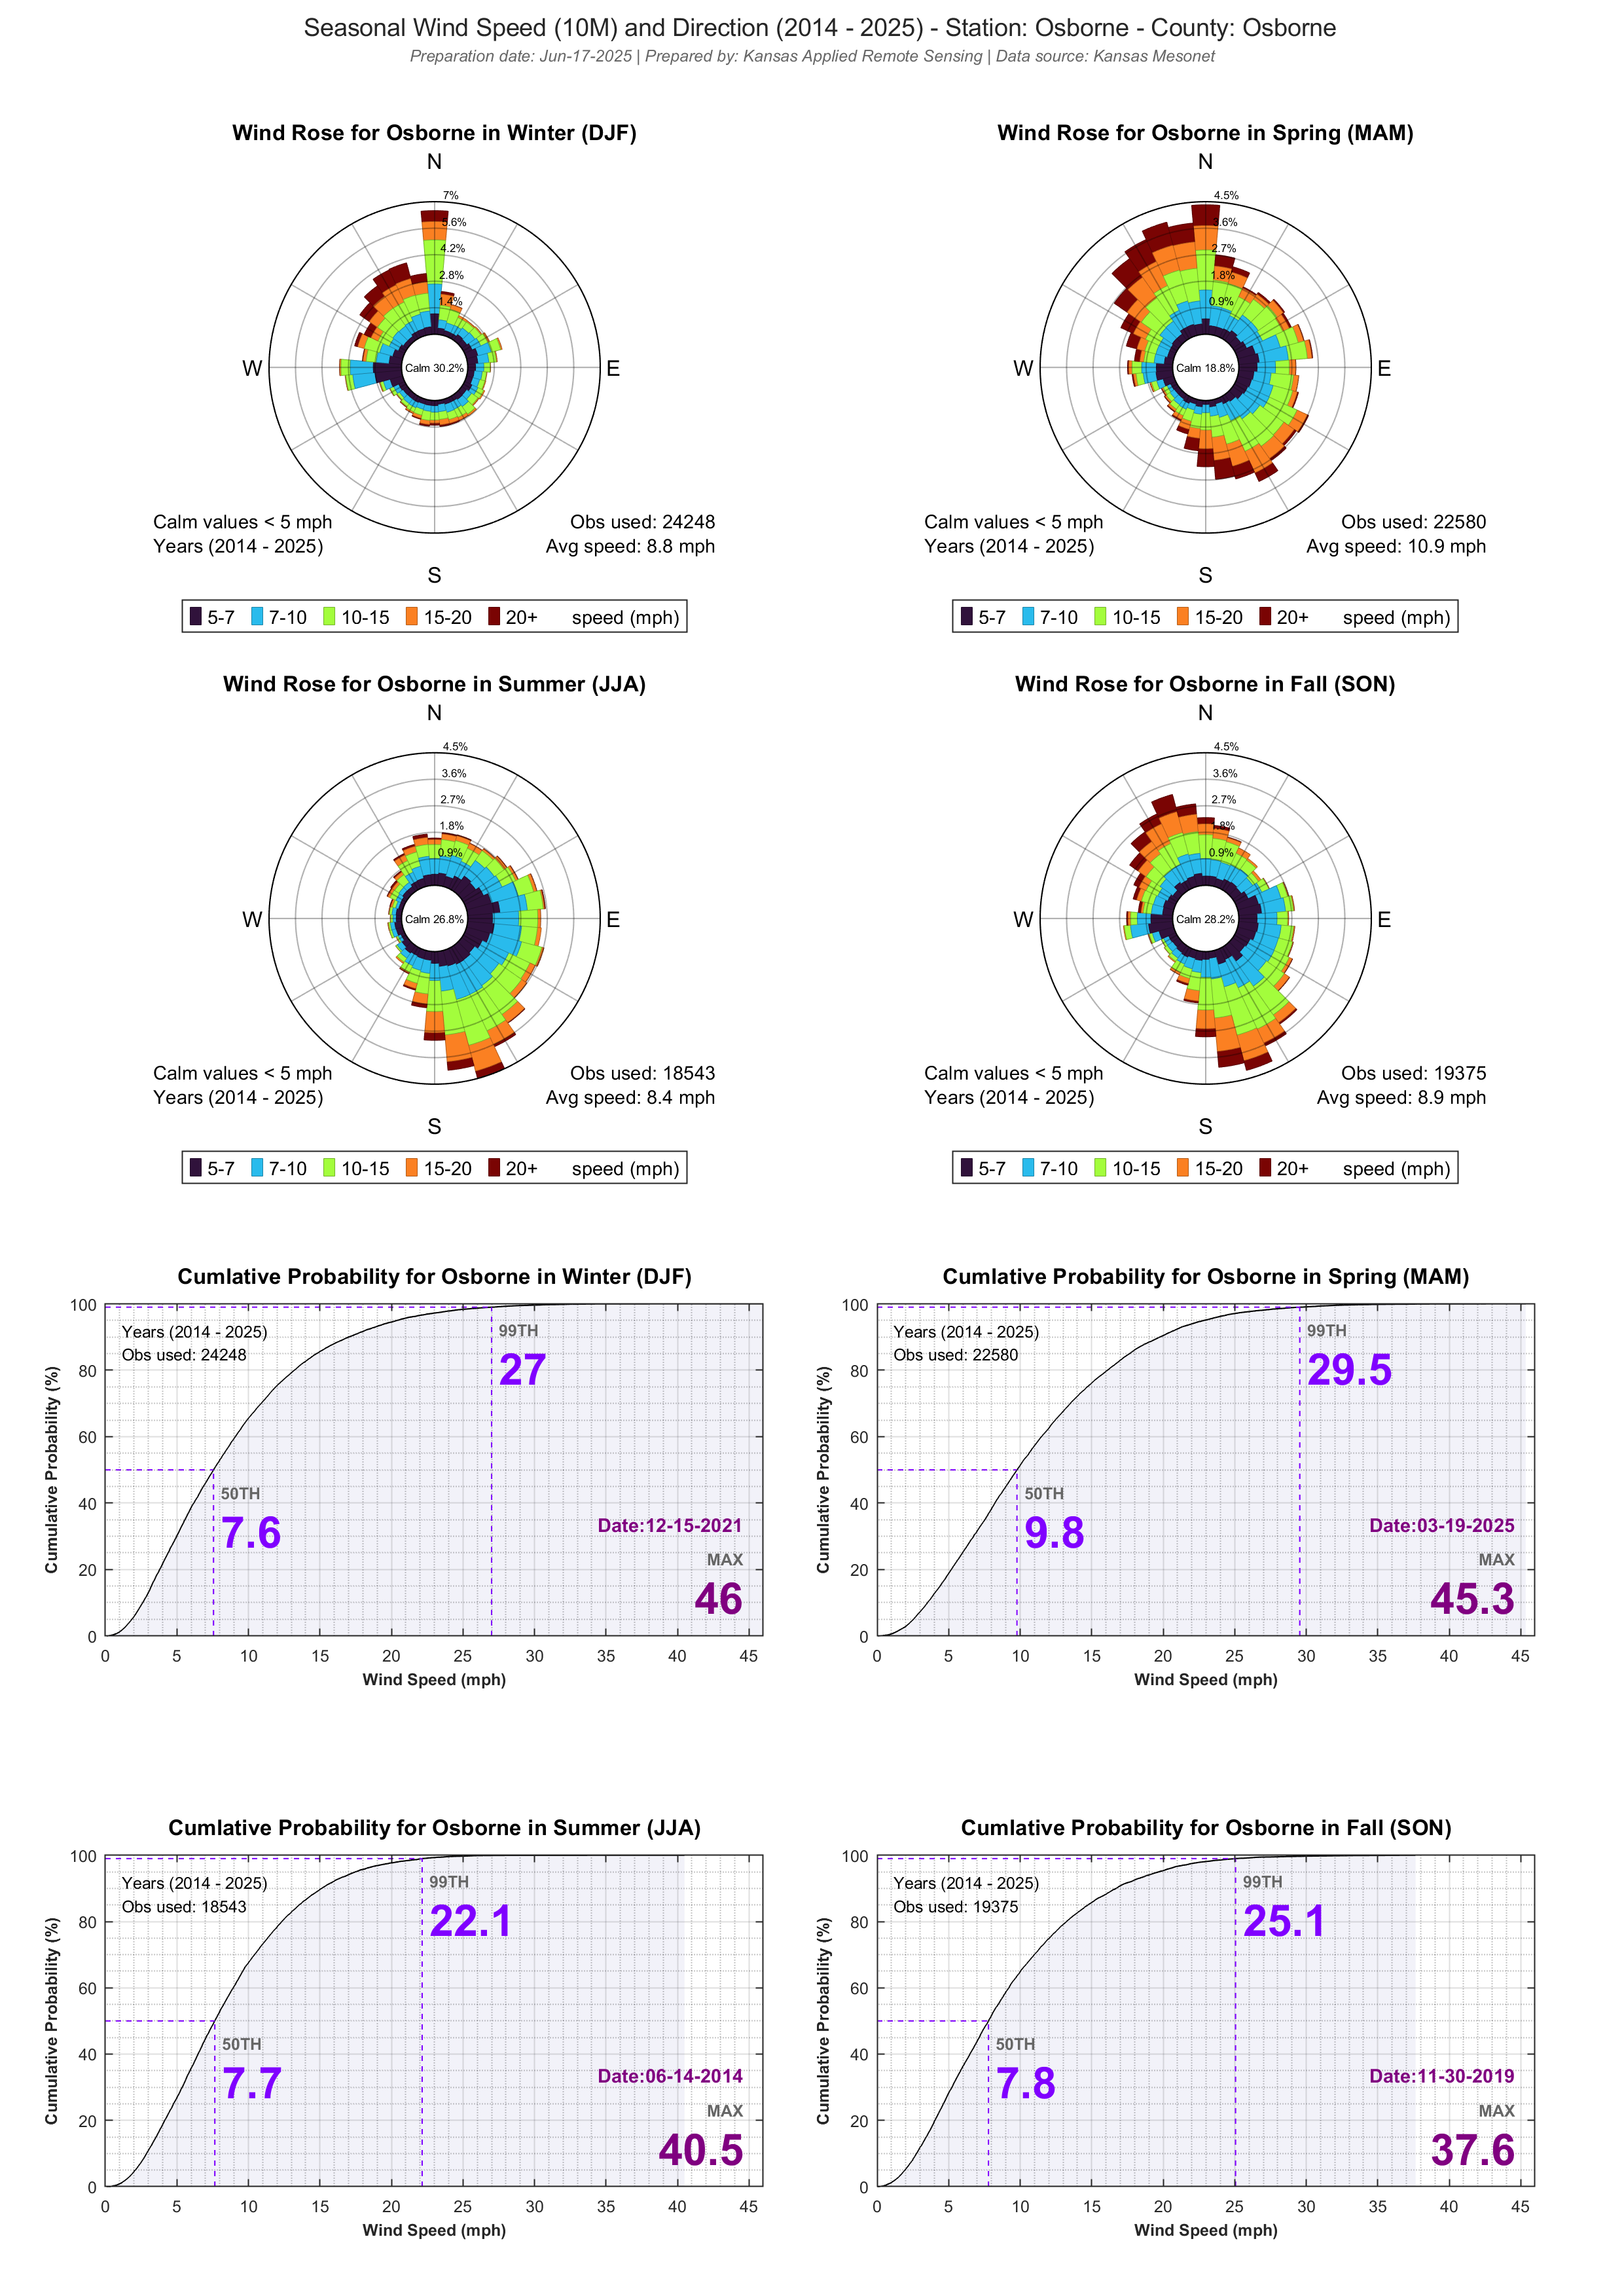 Seasonal Wind Speed (10M) and Direction (2014 - 2025) - Station: Osborne - County: Osborne
Preparation date: Jun-17-2025 | Prepared by: Kansas Applied Remote Sensing | Data source: Kansas Mesonet
Wind Rose for Osborne in Winter (DJF)
N
7%
5.6%
4.2%
2.8%
1.4%
W
Calm 30.2%
E
Calm values < 5 mph
Years (2014 - 2025)
Obs used: 24248
Avg speed: 8.8 mph
S
5-7 7-10 10-15 15-20 20+ speed (mph)
Wind Rose for Osborne in Spring (MAM)
N
4.5%
3.6%
2.7%
1.8%
0.9%
W
Calm 18.8%
E
Calm values < 5 mph
Years (2014 - 2025)
Obs used: 22580
Avg speed: 10.9 mph
S
5-7 7-10 10-15 15-20 20+ speed (mph)
Wind Rose for Osborne in Summer (JJA)
N
4.5%
3.6%
2.7%
1.8%
0.9%
W
Calm 26.8%
E
Calm values < 5 mph
Years (2014 - 2025)
Obs used: 18543
Avg speed: 8.4 mph
S
5-7 7-10 10-15 15-20 20+ speed (mph)
Wind Rose for Osborne in Fall (SON)
N
4.5%
3.6%
2.7%
1.8%
0.9%
W
Calm 28.2%
E
Calm values < 5 mph
Years (2014 - 2025)
Obs used: 19375
Avg speed: 8.9 mph
S
5-7 7-10 10-15 15-20 20+ speed (mph)
Cumlative Probability for Osborne in Winter (DJF)
Cumulative Probability (%)
100
80
60
40
20
0
Years (2014 - 2025)
Obs used: 24248
99TH
27
50TH
7.6
Date:12-15-2021
MAX
46
0 5 10 15 20 25 30 35 40 45
Wind Speed (mph)
Cumlative Probability for Osborne in Spring (MAM)
Cumulative Probability (%)
100
80
60
40
20
0
Years (2014 - 2025)
Obs used: 22580
99TH
29.5
50TH
9.8
Date:03-19-2025
MAX
45.3
0 5 10 15 20 25 30 35 40 45
Wind Speed (mph)
Cumlative Probability for Osborne in Summer (JJA)
Cumulative Probability (%)
100
80
60
40
20
0
Years (2014 - 2025)
Obs used: 18543
99TH
22.1
50TH
7.7
Date:06-14-2014
MAX
40.5
0 5 10 15 20 25 30 35 40 45
Wind Speed (mph)
Cumlative Probability for Osborne in Fall (SON)
Cumulative Probability (%)
100
80
60
40
20
0
Years (2014 - 2025)
Obs used: 19375
99TH
25.1
50TH
7.8
Date:11-30-2019
MAX
37.6
0 5 10 15 20 25 30 35 40 45
Wind Speed (mph)